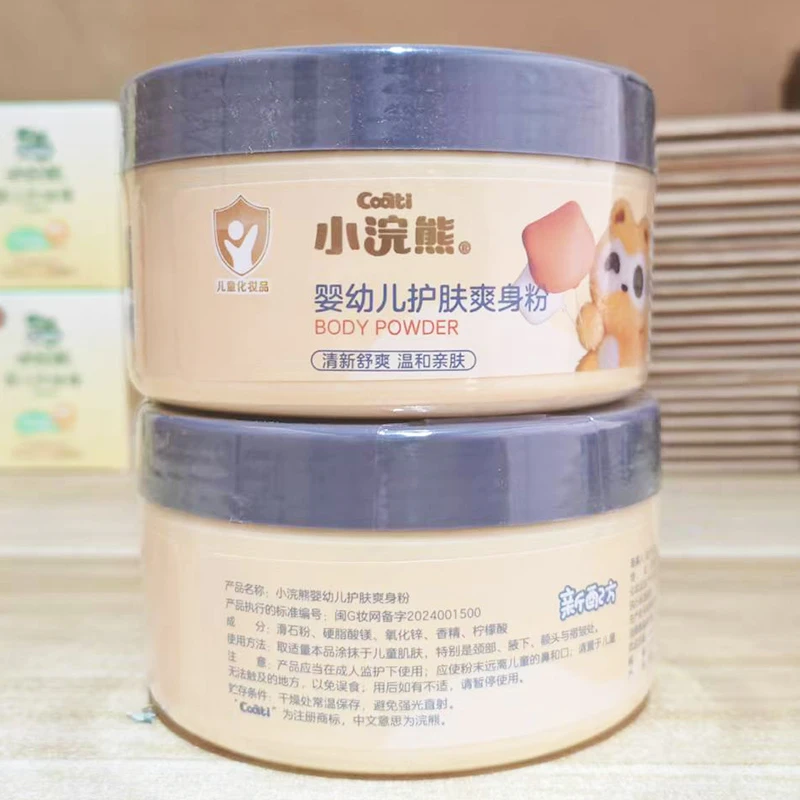 Coati
小浣熊®
儿童化妆品
婴幼儿护肤爽身粉
BODY POWDER
清新舒爽 温和亲肤
产品名称：小浣熊婴幼儿护肤爽身粉
产品执行的标准编号：闽G妆网备字2024001500
成 分：滑石粉、硬脂酸镁、氧化锌、香精、柠檬酸
使用方法：取适量本品涂抹于儿童肌肤，特别是颈部、腋下、额头与褶皱处。
注 意：产品应当在成人监护下使用；应使粉末远离儿童的鼻和口；请置于儿童
无法触及的地方，以免误食，用后如有不适，请暂停使用。
贮存条件：干燥处常温保存，避免强光直射。
“Coati”为注册商标，中文意思为浣熊。
配方